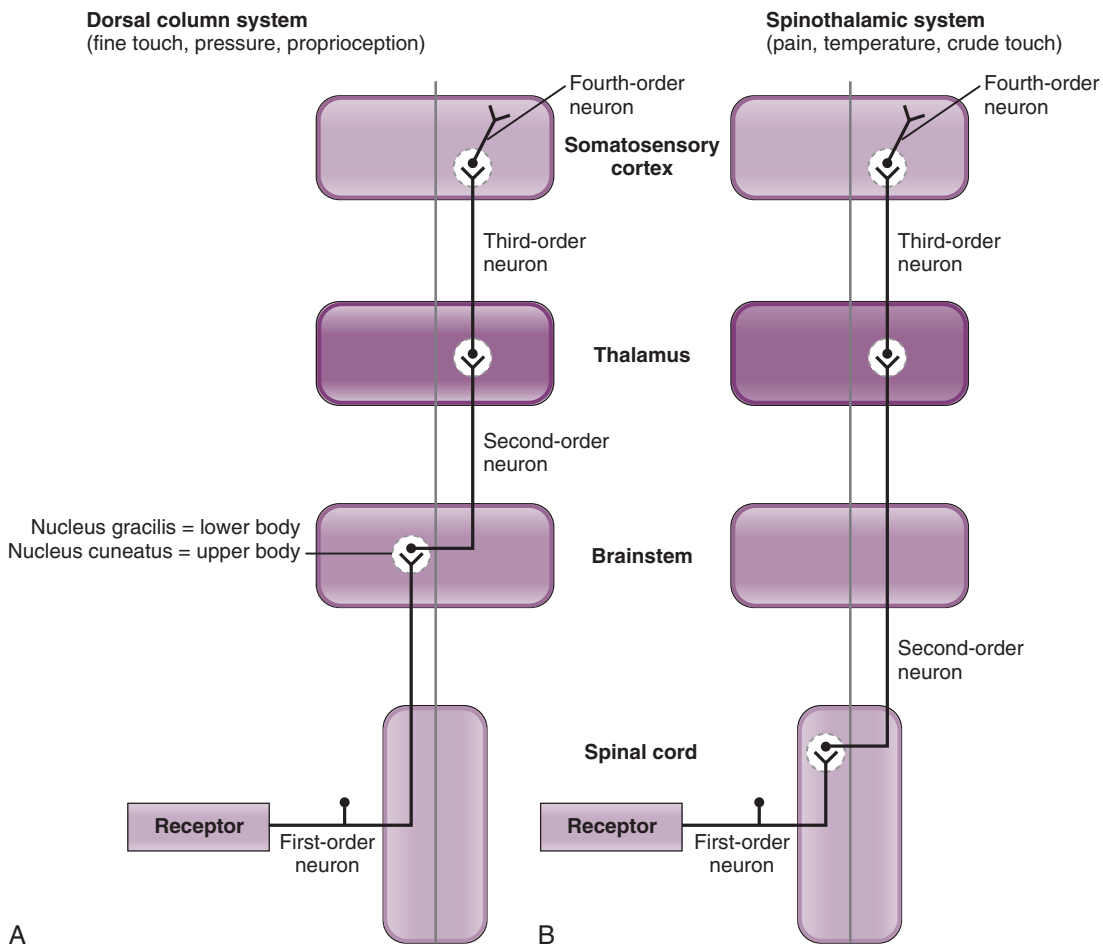 Dorsal column system
(fine touch, pressure, proprioception)
Spinothalamic system
(pain, temperature, crude touch)
Fourth-order
neuron
Fourth-order
neuron
Somatosensory
cortex
Third-order
neuron
Third-order
neuron
Thalamus
Second-order
neuron
Nucleus gracilis = lower body
Nucleus cuneatus = upper body
Brainstem
Second-order
neuron
Spinal cord
Receptor
First-order
neuron
Receptor
First-order
neuron
A
B